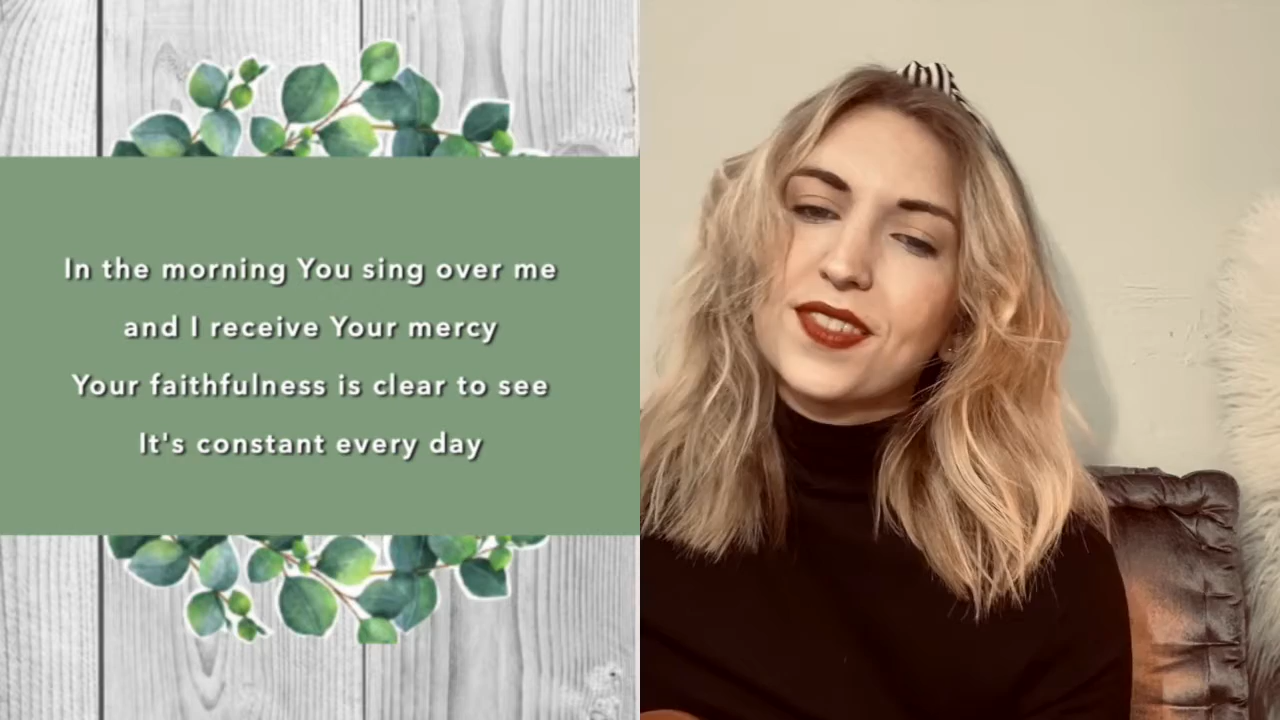 In the morning You sing over me
and I receive Your mercy
Your faithfulness is clear to see
It's constant every day